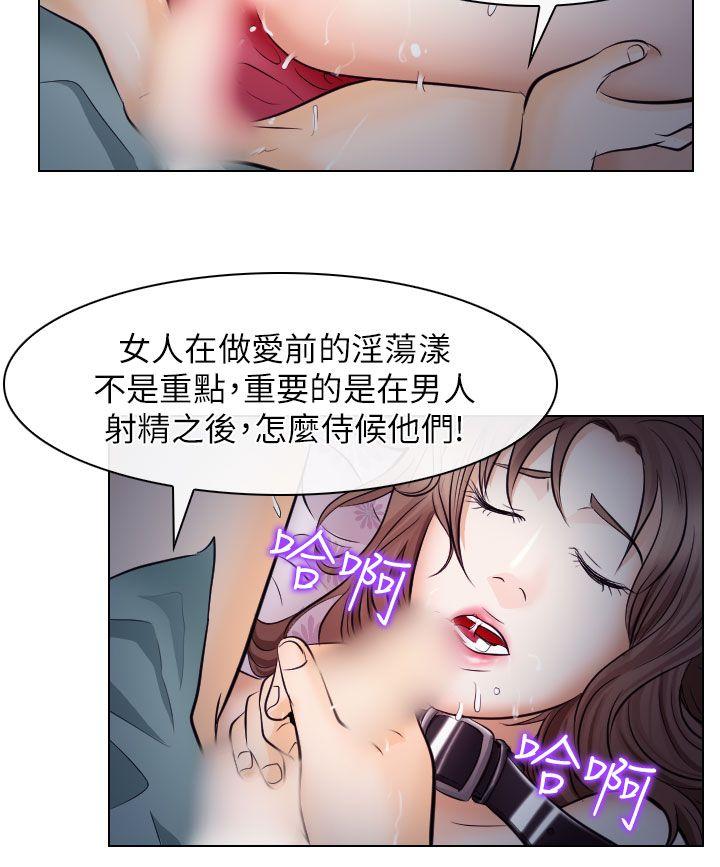 女人在做愛前的淫蕩漾
不是重點，重要的是在男人
射精之後，怎麼侍候他們！
哈啊
哈啊